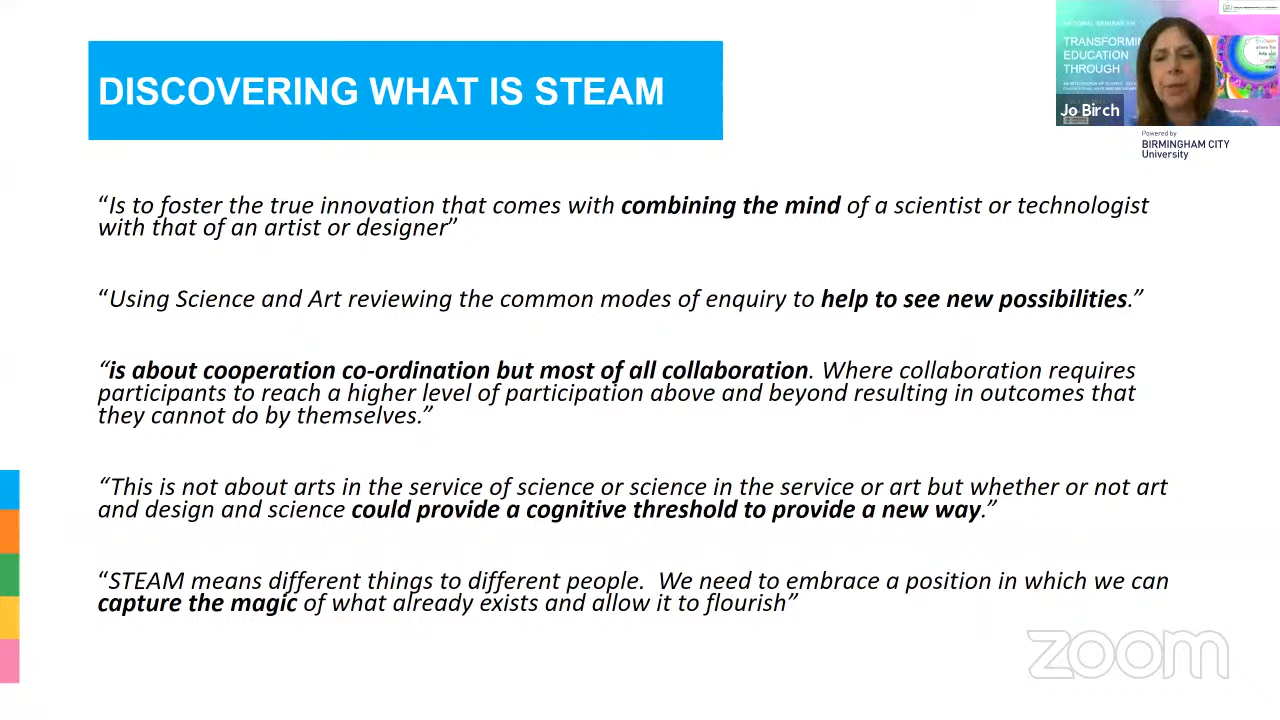 DISCOVERING WHAT IS STEAM
NATIONAL SEMINAR ON
TRANSFORMIN
EDUCATION
THROUGH
Jo Birch
Powered by
BIRMINGHAM CITY
University
“Is to foster the true innovation that comes with combining the mind of a scientist or technologist
with that of an artist or designer”
“Using Science and Art reviewing the common modes of enquiry to help to see new possibilities.”
“is about cooperation co-ordination but most of all collaboration. Where collaboration requires
participants to reach a higher level of participation above and beyond resulting in outcomes that
they cannot do by themselves.”
“This is not about arts in the service of science or science in the service or art but whether or not art
and design and science could provide a cognitive threshold to provide a new way.”
“STEAM means different things to different people.  We need to embrace a position in which we can
capture the magic of what already exists and allow it to flourish”
zoom